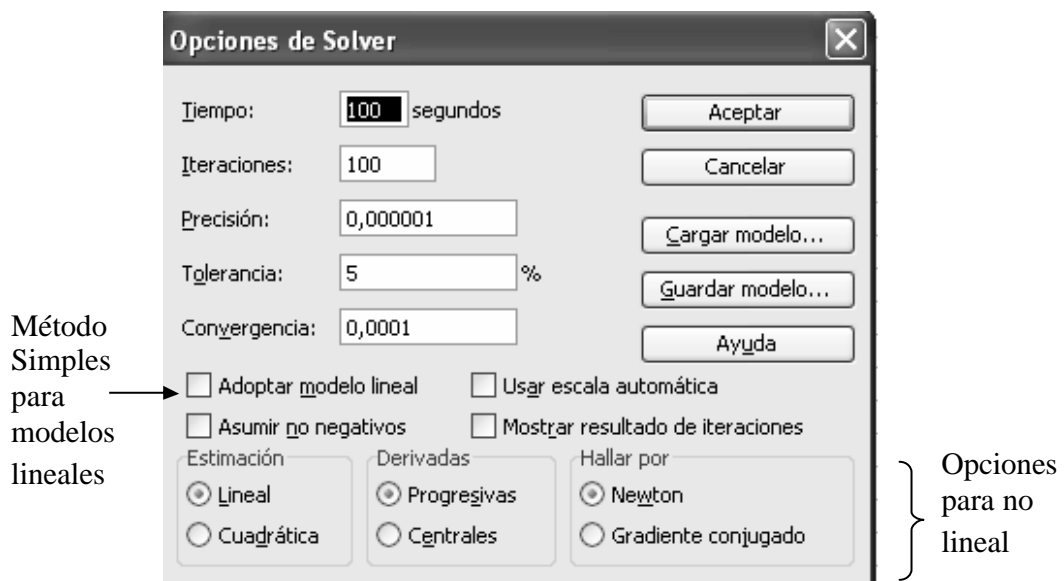 Opciones de Solver
Tiempo: 100 segundos
Aceptar
Iteraciones: 100
Cancelar
Precisión: 0,000001
Cargar modelo...
Tolerancia: 5 %
Guardar modelo...
Convergencia: 0,0001
Ayuda
Adoptar modelo lineal
Usar escala automática
Asumir no negativos
Mostrar resultado de iteraciones
Estimación
Lineal
Cuadrática
Derivadas
Progresivas
Centrales
Hallar por
Newton
Gradiente conjugado
Método
Simples
para
modelos
lineales
Opciones
para no
lineal